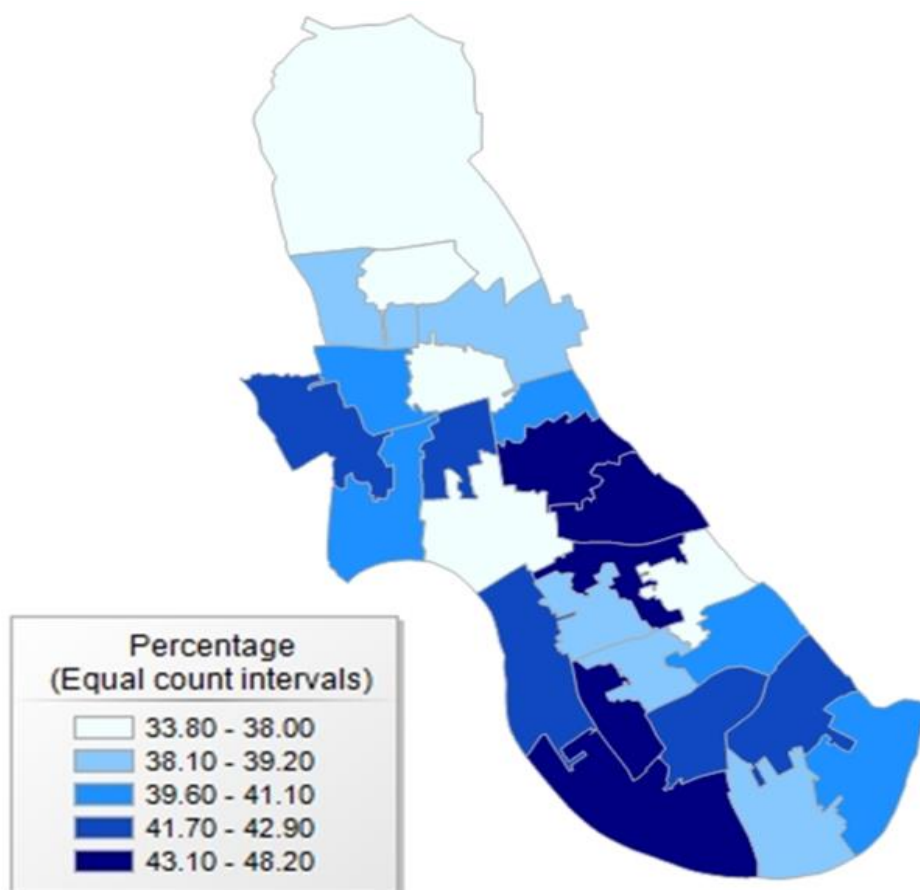 Percentage
(Equal count intervals)
33.80 - 38.00
38.10 - 39.20
39.60 - 41.10
41.70 - 42.90
43.10 - 48.20